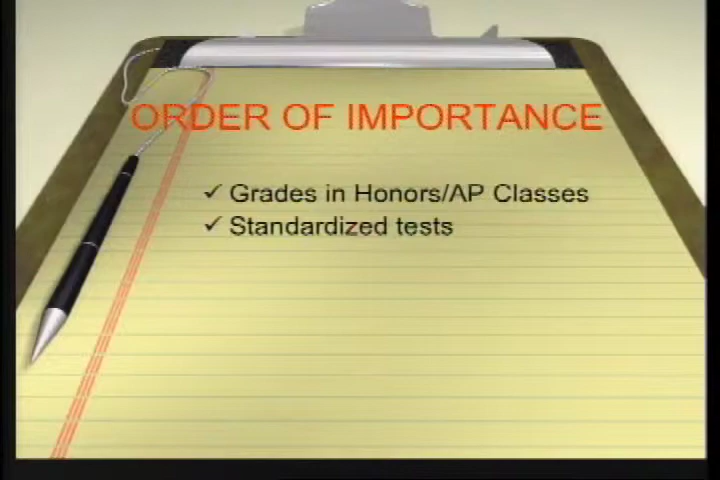 ORDER OF IMPORTANCE
✓ Grades in Honors/AP Classes
✓ Standardized tests